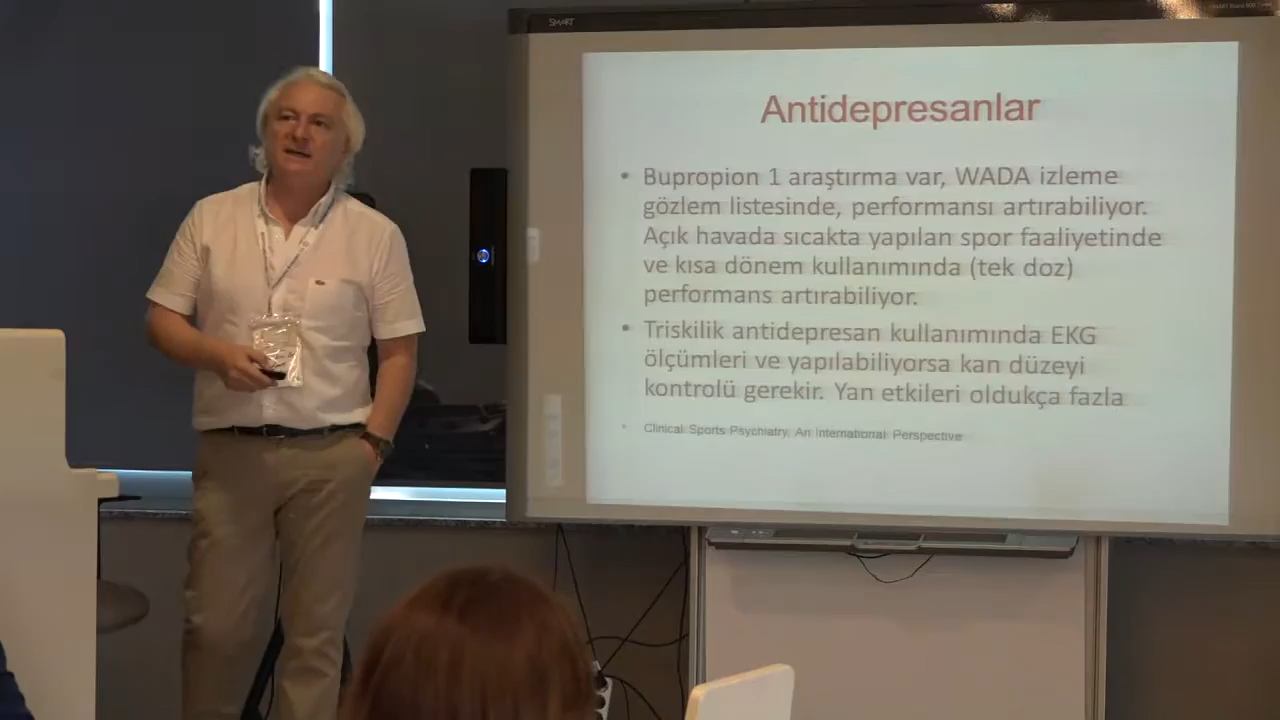 SMART
Antidepresanlar
• Bupropion 1 araştırma var, WADA izleme
gözlem listesinde, performansı artırabiliyor.
Açık havada sıcakta yapılan spor faaliyetinde
ve kısa dönem kullanımında (tek doz)
performans artırabiliyor.
• Triskilik antidepresan kullanımında EKG
ölçümleri ve yapılabiliyorsa kan düzeyi
kontrolü gerekir. Yan etkileri oldukça fazla
• Clinical Sports Psychiatry, An International Perspective